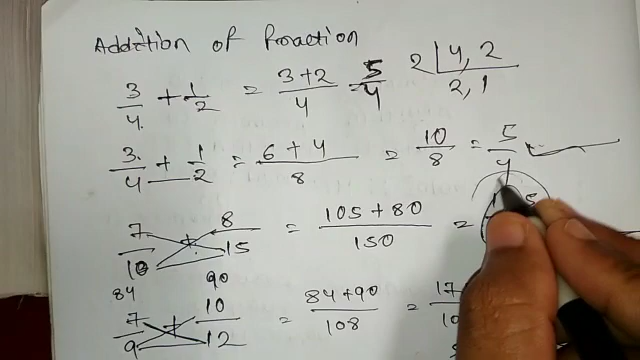 Addition of Fraction
3/4 + 1/2 = 3+2/4 = 5/4 2 | 4, 2
2, 1
3/4 + 1/2 = 6 + 4/8 = 10/8 = 5/4
7/10 + 8/15 = 105 + 80/150 =
84 90
7/9 + 10/12 = 84+90/108 = 17